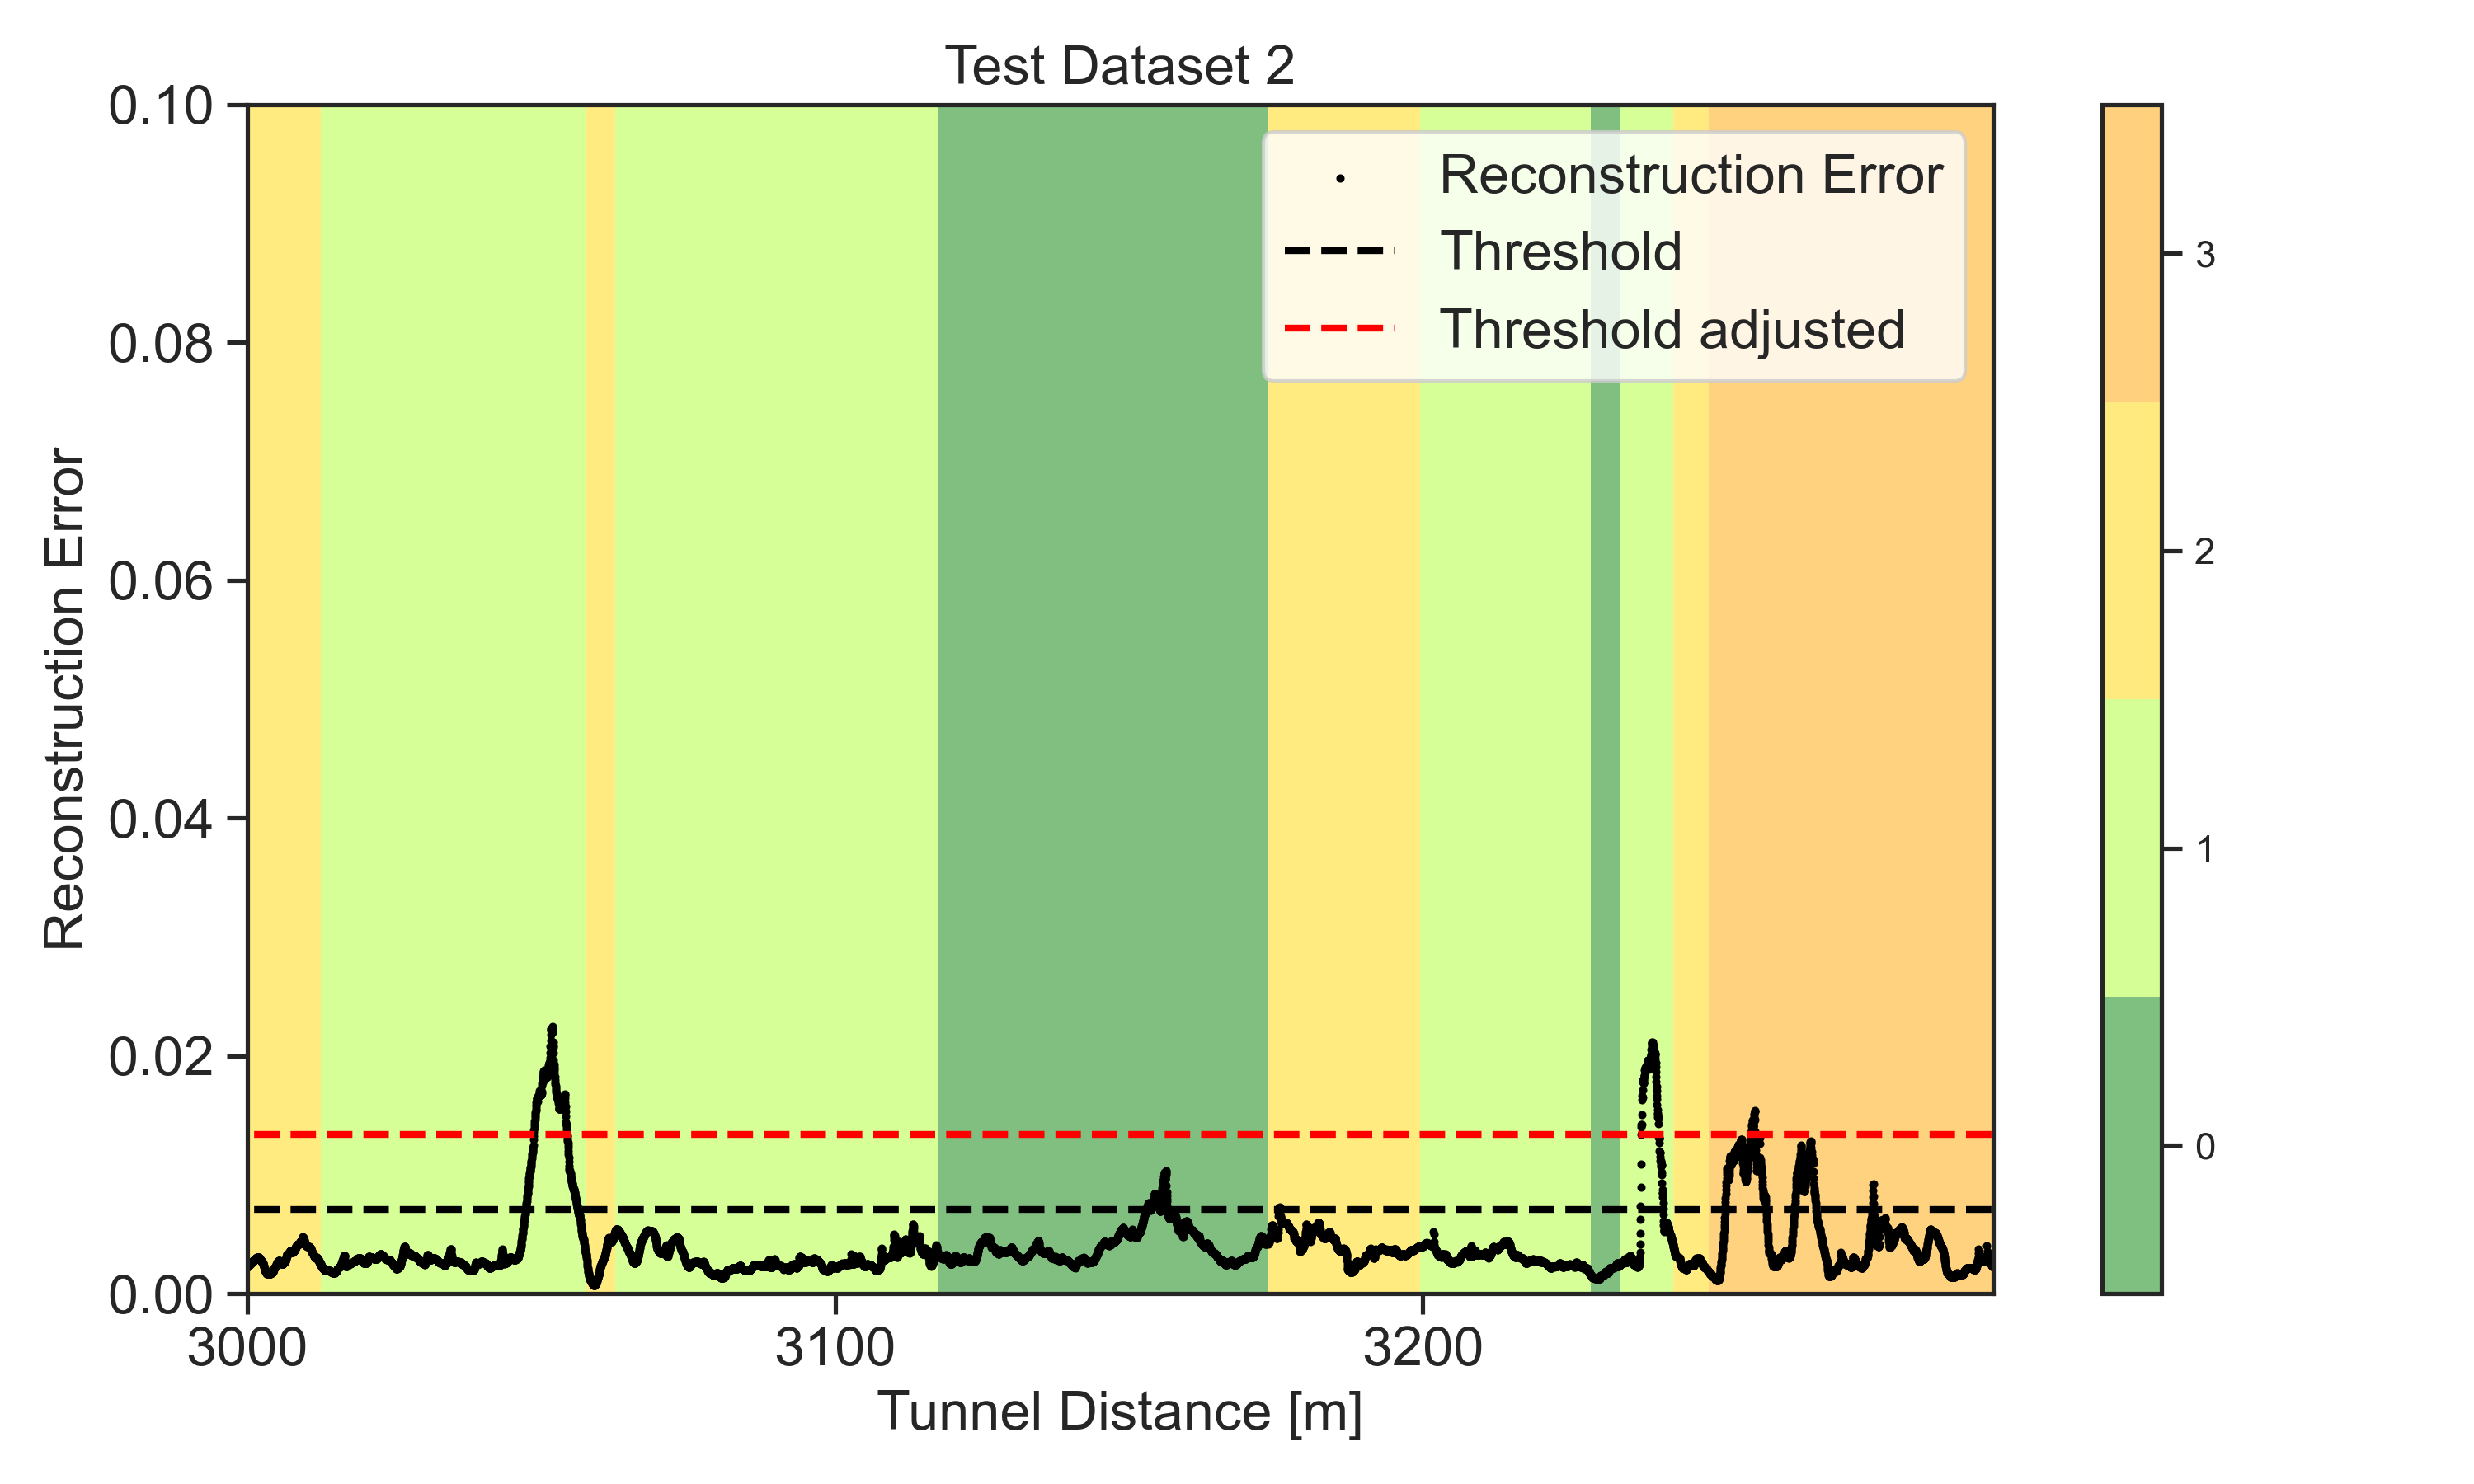 Test Dataset 2
0.10
0.08
0.06
0.04
0.02
0.00
Reconstruction Error
Reconstruction Error
Threshold
Threshold adjusted
3
2
1
0
3000
3100
3200
Tunnel Distance [m]